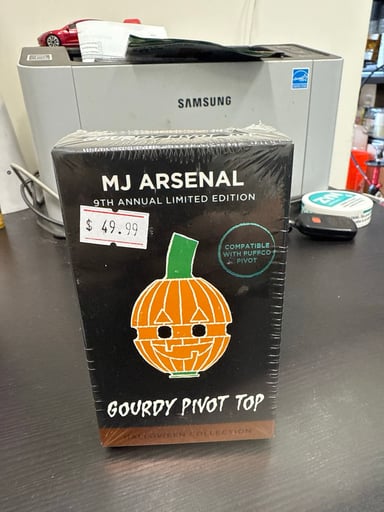 SAMSUNG
MJ ARSENAL
9TH ANNUAL LIMITED EDITION
$ 49.99
COMPATIBLE
WITH PUFFCO
PIVOT
GOURDY PIVOT TOP
HALLOWEEN COLLECTION